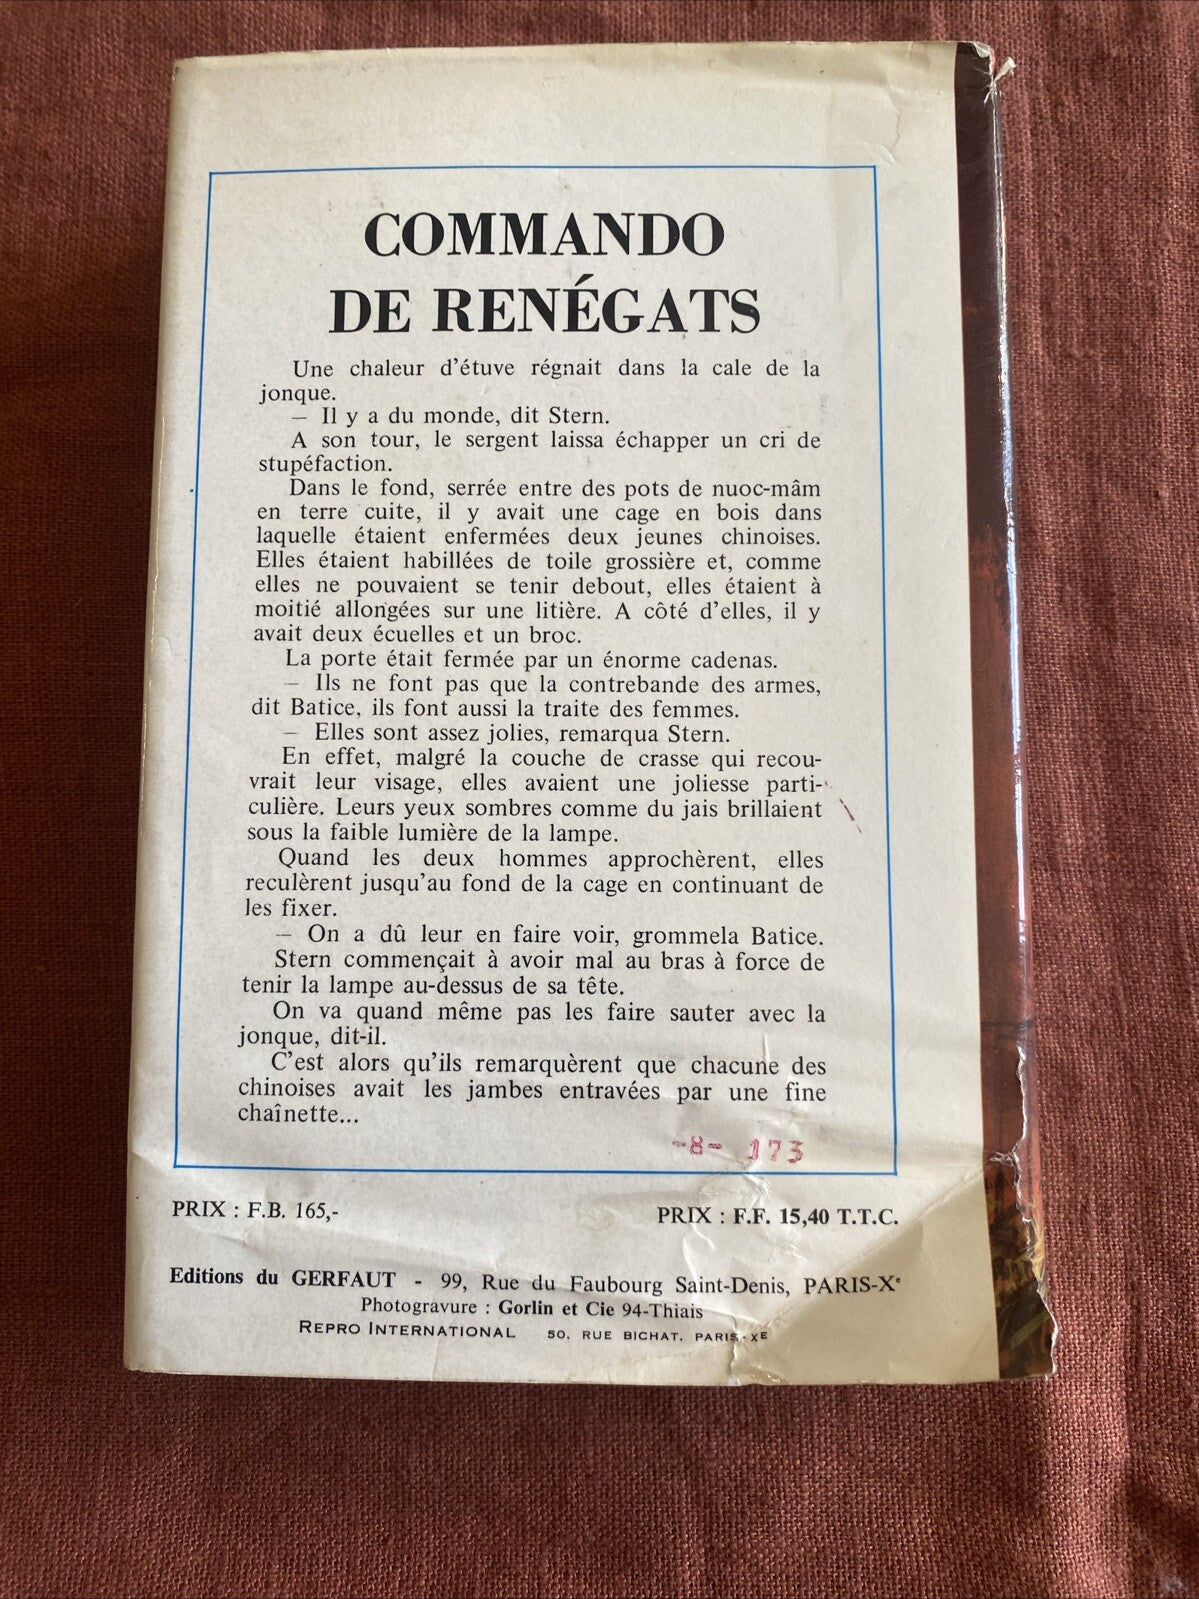 COMMANDO
DE RENÉGATS
Une chaleur d'étuve régnait dans la cale de la
jonque.
— Il y a du monde, dit Stern.
A son tour, le sergent laissa échapper un cri de
stupéfaction.
Dans le fond, serrée entre des pots de nuoc-mâm
en terre cuite, il y avait une cage en bois dans
laquelle étaient enfermées deux jeunes chinoises.
Elles étaient habillées de toile grossière et, comme
elles ne pouvaient se tenir debout, elles étaient à
moitié allongées sur une litière. A côté d'elles, il y
avait deux écuelles et un broc.
La porte était fermée par un énorme cadenas.
— Ils ne font pas que la contrebande des armes,
dit Batice, ils font aussi la traite des femmes.
— Elles sont assez jolies, remarqua Stern.
En effet, malgré la couche de crasse qui recou-
vrait leur visage, elles avaient une joliesse parti-
culière. Leurs yeux sombres comme du jais brillaient
sous la faible lumière de la lampe.
Quand les deux hommes approchèrent, elles
reculèrent jusqu'au fond de la cage en continuant de
les fixer.
— On a dû leur en faire voir, grommela Batice.
Stern commençait à avoir mal au bras à force de
tenir la lampe au-dessus de sa tête.
On va quand même pas les faire sauter avec la
jonque, dit-il.
C'est alors qu'ils remarquèrent que chacune des
chinoises avait les jambes entravées par une fine
chaînette...
-8- 173
PRIX : F.B. 165,-
PRIX : F.F. 15,40 T.T.C.
Editions du GERFAUT - 99, Rue du Faubourg Saint-Denis, PARIS-Xe
Photogravure : Gorlin et Cie 94-Thiais
REPRO INTERNATIONAL 50, RUE BICHAT. PARIS-XE